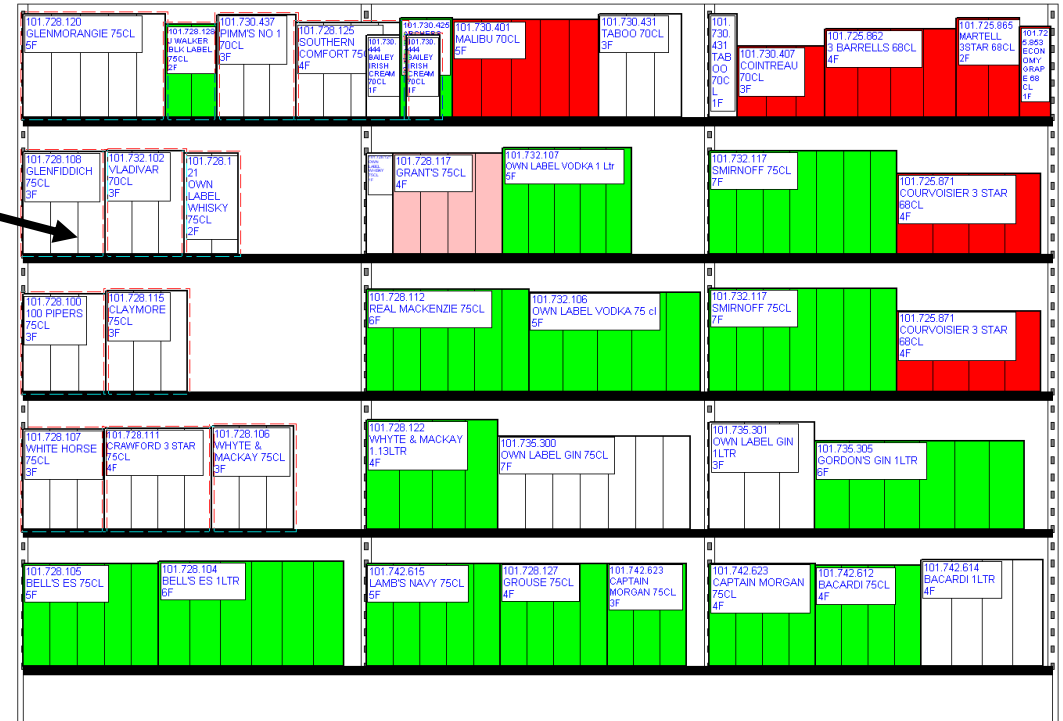 101.728.120
GLENMORANGIE 75CL
5F
101.728.128
J WALKER
BLK LABEL
75CL
2F
101.730.437
PIMM'S NO 1
70CL
3F
101.728.125
SOUTHERN
COMFORT 75
4F
101.730.
444
BAILEY
IRISH
CREAM
70CL
1F
101.730.425
101.730.
444
BAILEY
IRISH
CREAM
70CL
1F
101.730.401
MALIBU 70CL
5F
101.730.431
TABOO 70CL
3F
101.
730.
431
TAB
OO
70C
L
1F
101.730.407
COINTREAU
70CL
3F
101.725.862
3 BARRELLS 68CL
4F
101.725.865
MARTELL
3STAR 68CL
2F
101.72
5.853
ECON
OMY
GRAP
E 68
CL
1F
101.728.108
GLENFIDDICH
75CL
3F
101.732.102
VLADIVAR
70CL
3F
101.728.1
21
OWN
LABEL
WHISKY
75CL
2F
101.728.117
GRANT'S 75CL
4F
101.732.107
OWN LABEL VODKA 1 Ltr
5F
101.732.117
SMIRNOFF 75CL
7F
101.725.871
COURVOISIER 3 STAR
68CL
4F
101.728.100
100 PIPERS
75CL
3F
101.728.115
CLAYMORE
75CL
3F
101.728.112
REAL MACKENZIE 75CL
6F
101.732.106
OWN LABEL VODKA 75 cl
5F
101.732.117
SMIRNOFF 75CL
7F
101.725.871
COURVOISIER 3 STAR
68CL
4F
101.728.107
WHITE HORSE
75CL
3F
101.728.111
CRAWFORD 3 STAR
75CL
4F
101.728.106
WHYTE &
MACKAY 75CL
3F
101.728.122
WHYTE & MACKAY
1.13LTR
4F
101.735.300
OWN LABEL GIN 75CL
7F
101.735.301
OWN LABEL GIN
1LTR
3F
101.735.305
GORDON'S GIN 1LTR
6F
101.728.105
BELL'S ES 75CL
5F
101.728.104
BELL'S ES 1LTR
6F
101.742.615
LAMB'S NAVY 75CL
5F
101.728.127
GROUSE 75CL
4F
101.742.623
CAPTAIN
MORGAN 75CL
3F
101.742.623
CAPTAIN MORGAN
75CL
4F
101.742.612
BACARDI 75CL
4F
101.742.614
BACARDI 1LTR
4F